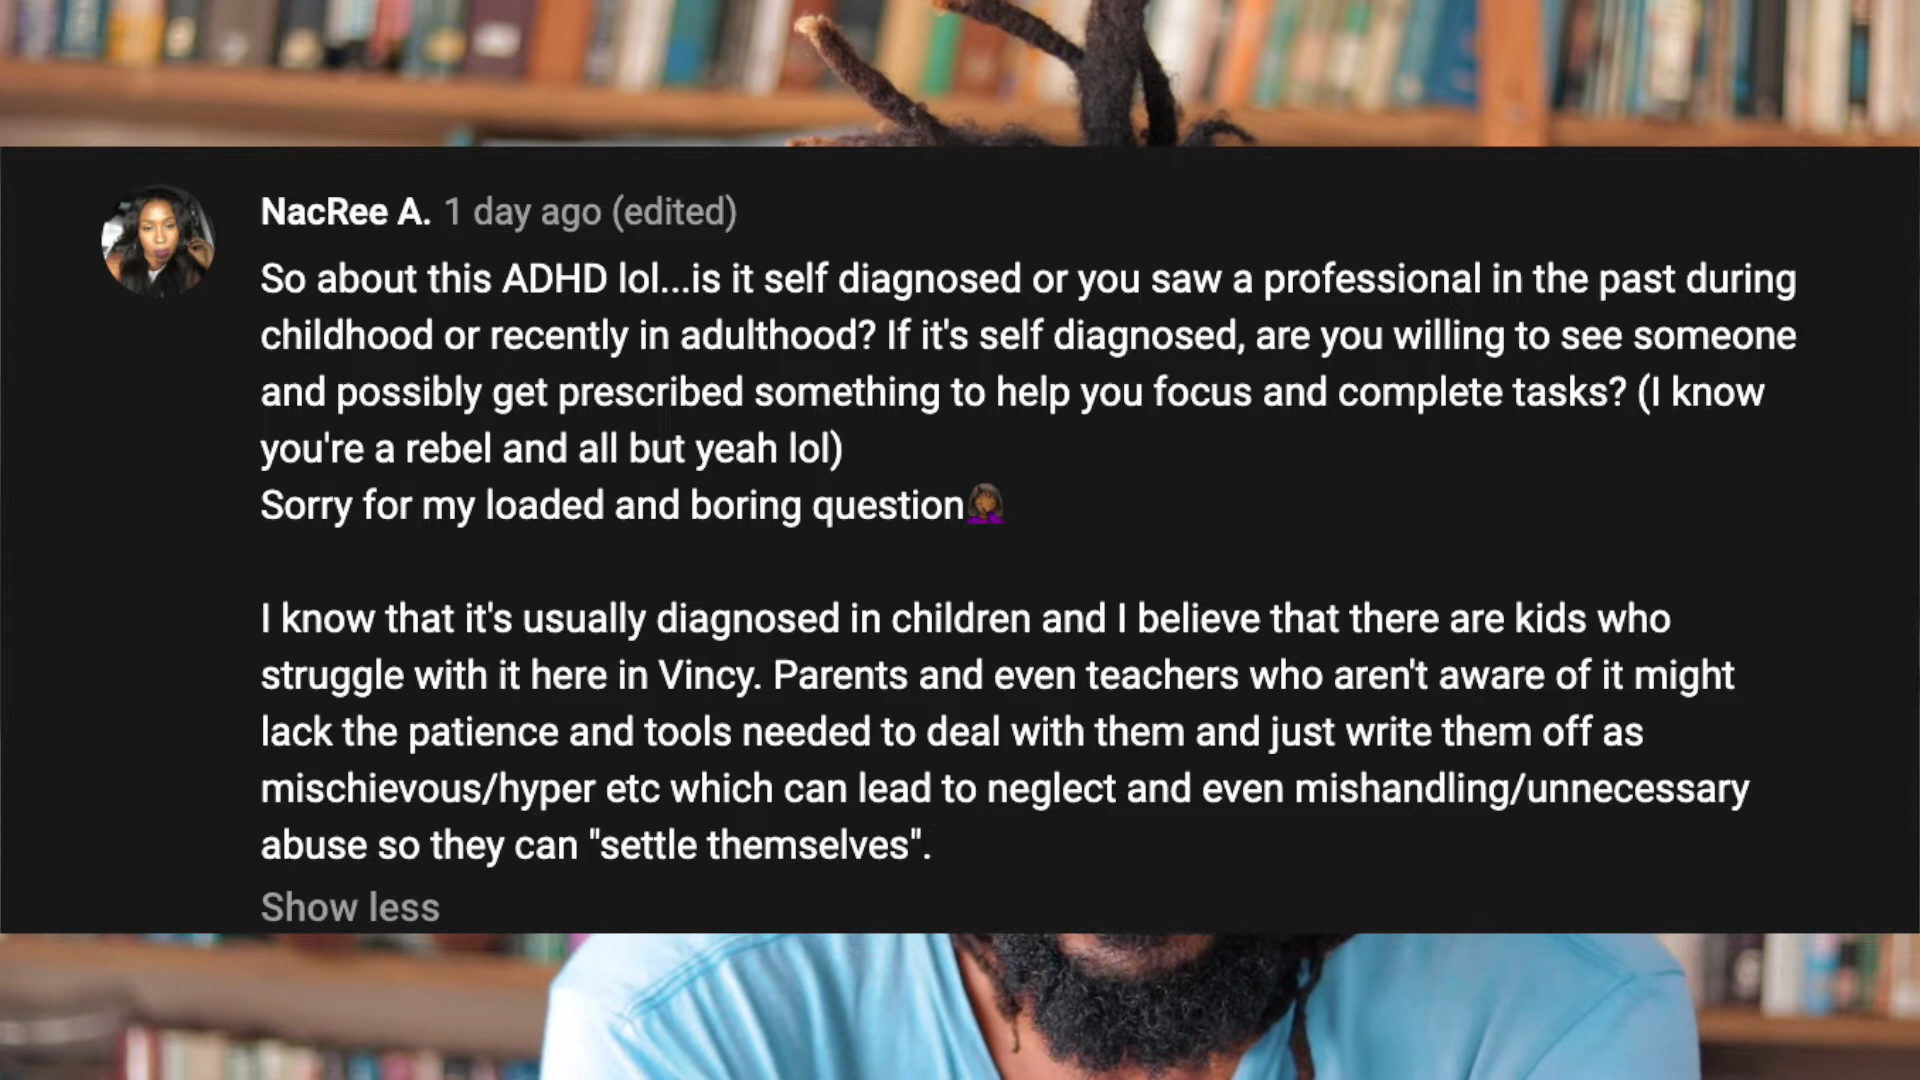 NacRee A. 1 day ago (edited)
So about this ADHD lol...is it self diagnosed or you saw a professional in the past during
childhood or recently in adulthood? If it's self diagnosed, are you willing to see someone
and possibly get prescribed something to help you focus and complete tasks? (I know
you're a rebel and all but yeah lol)
Sorry for my loaded and boring question🤦🏾‍♀️
I know that it's usually diagnosed in children and I believe that there are kids who
struggle with it here in Vincy. Parents and even teachers who aren't aware of it might
lack the patience and tools needed to deal with them and just write them off as
mischievous/hyper etc which can lead to neglect and even mishandling/unnecessary
abuse so they can "settle themselves".
Show less